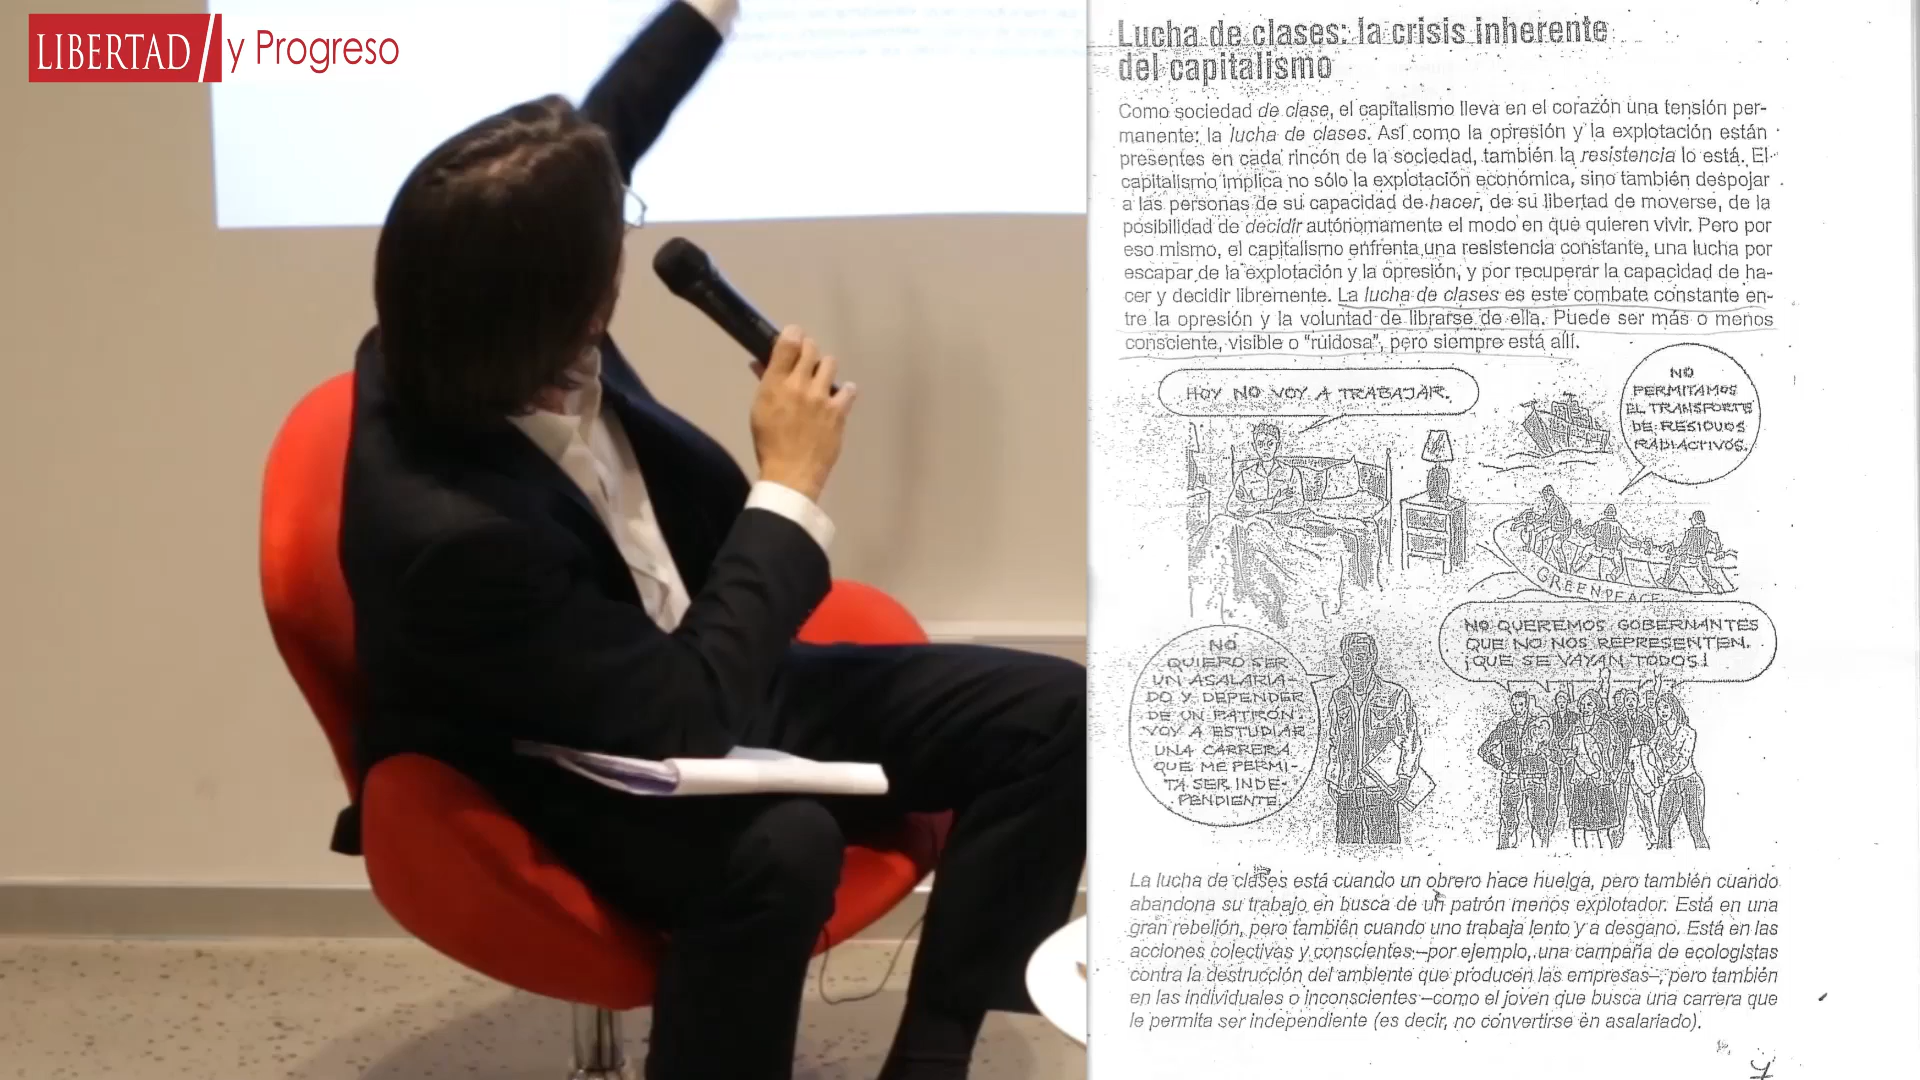 LIBERTAD y Progreso
Lucha de clases: la crisis inherente
del capitalismo
Como sociedad de clase, el capitalismo lleva en el corazón una tensión per-
manente: la lucha de clases. Así como la opresión y la explotación están
presentes en cada rincón de la sociedad, también la resistencia lo está. El
capitalismo implica no sólo la explotación económica, sino también despojar
a las personas de su capacidad de hacer, de su libertad de moverse, de la
posibilidad de decidir autónomamente el modo en que quieren vivir. Pero por
eso mismo, el capitalismo enfrenta una resistencia constante, una lucha por
escapar de la explotación y la opresión, y por recuperar la capacidad de ha-
cer y decidir libremente. La lucha de clases es este combate constante en-
tre la opresión y la voluntad de librarse de ella. Puede ser más o menos
consciente, visible o "ruidosa", pero siempre está allí.
HOY NO VOY A TRABAJAR.
NO
PERMITAMOS
EL TRANSPORTE
DE RESIDUOS
RADIACTIVOS.
GREENPEACE
NO QUEREMOS GOBERNANTES
QUE NO NOS REPRESENTEN.
¡QUE SE VAYAN TODOS!
NO
QUIERO SER
UN ASALARIA-
DO Y DEPENDER
DE UN PATRÓN.
VOY A ESTUDIAR
UNA CARRERA
QUE ME PERMI-
TA SER INDE-
PENDIENTE.
La lucha de clases está cuando un obrero hace huelga, pero también cuando
abandona su trabajo en busca de un patrón menos explotador. Está en una
gran rebelión, pero también cuando uno trabaja lento y a desgano. Está en las
acciones colectivas y conscientes –por ejemplo, una campaña de ecologistas
contra la destrucción del ambiente que producen las empresas–, pero también
en las individuales o inconscientes –como el joven que busca una carrera que
le permita ser independiente (es decir, no convertirse en asalariado).